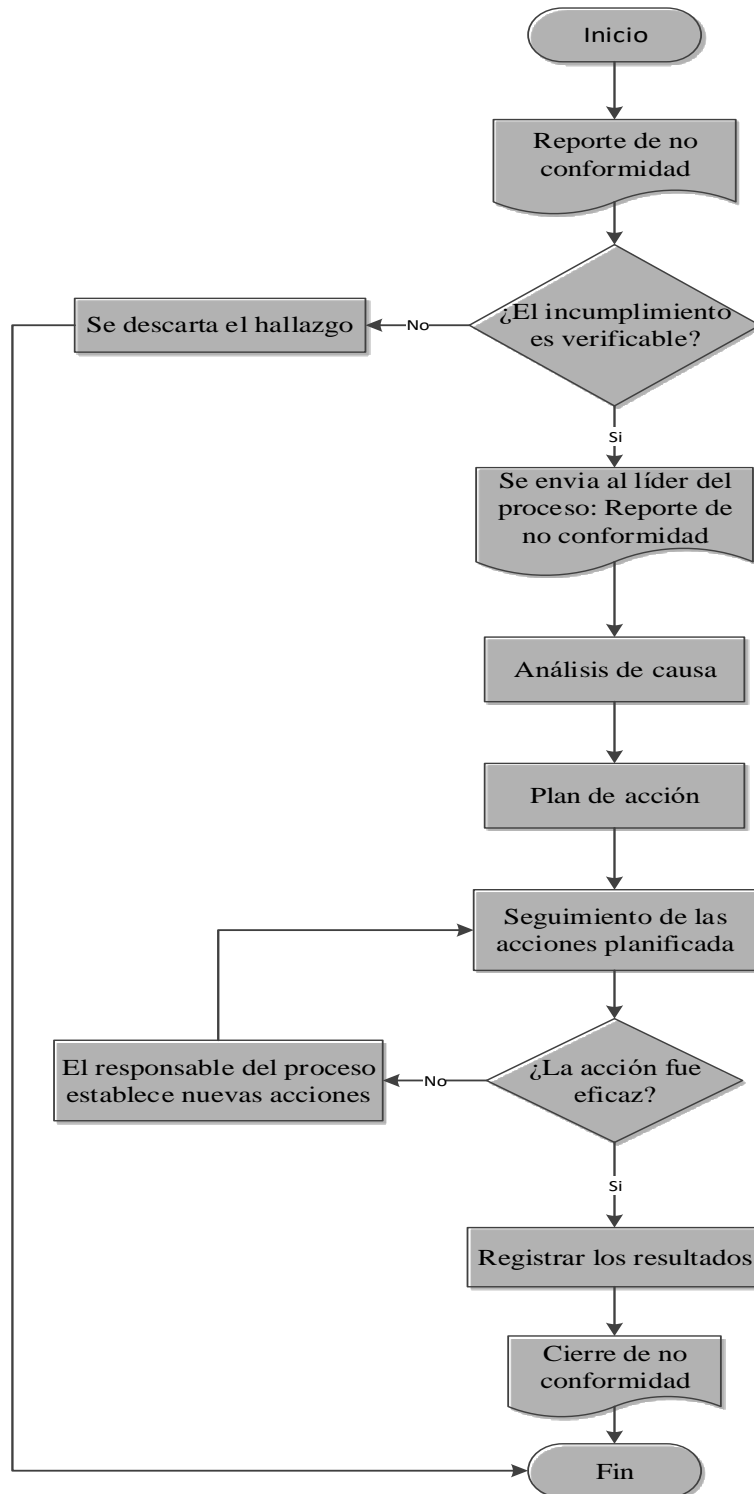 Inicio
Reporte de no
conformidad
¿El incumplimiento
es verificable?
No
Se descarta el hallazgo
Si
Se envia al líder del
proceso: Reporte de
no conformidad
Análisis de causa
Plan de acción
Seguimiento de las
acciones planificada
¿La acción fue
eficaz?
No
El responsable del proceso
establece nuevas acciones
Si
Registrar los resultados
Cierre de no
conformidad
Fin